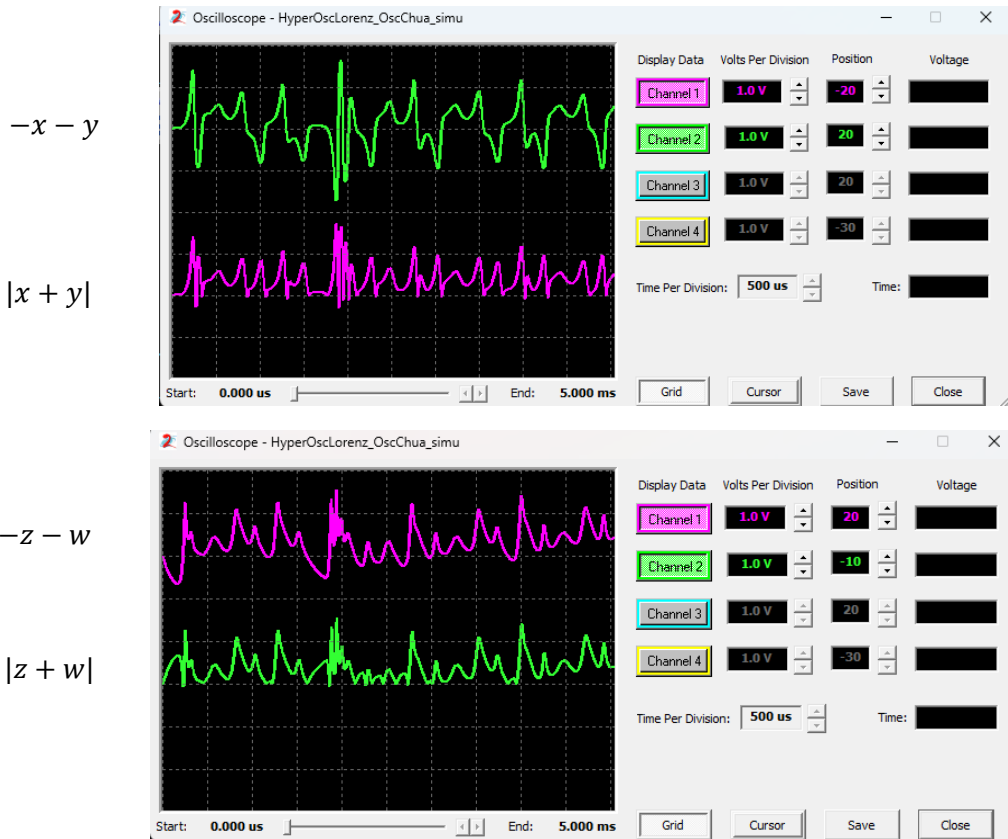 Oscilloscope - HyperOscLorenz_OscChua_simu
Display Data Volts Per Division Position Voltage
−x − y
Channel 1 1.0 V -20
Channel 2 1.0 V 20
Channel 3 1.0 V 20
Channel 4 1.0 V -30
|x + y|
Time Per Division: 500 us Time:
Start: 0.000 us End: 5.000 ms Grid Cursor Save Close
Oscilloscope - HyperOscLorenz_OscChua_simu
Display Data Volts Per Division Position Voltage
−z − w
Channel 1 1.0 V 20
Channel 2 1.0 V -10
Channel 3 1.0 V 20
Channel 4 1.0 V -30
|z + w|
Time Per Division: 500 us Time:
Start: 0.000 us End: 5.000 ms Grid Cursor Save Close